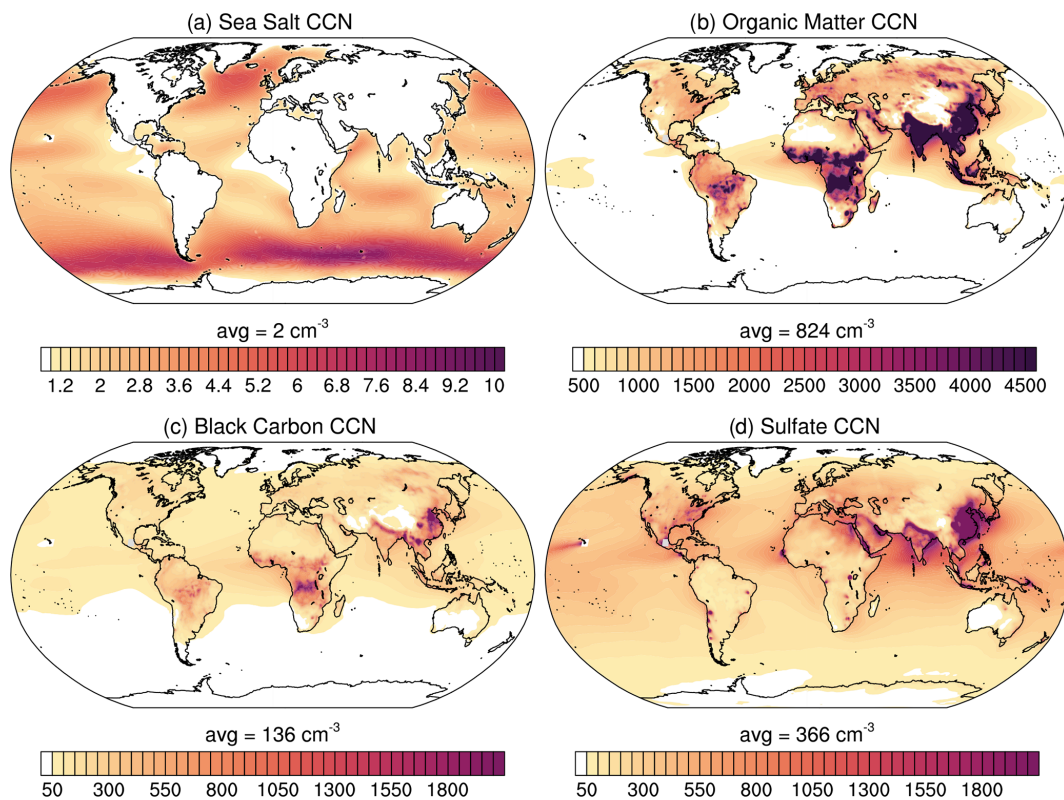 (a) Sea Salt CCN
(b) Organic Matter CCN
avg = 2 cm⁻³
avg = 824 cm⁻³
1.2 2 2.8 3.6 4.4 5.2 6 6.8 7.6 8.4 9.2 10
500 1000 1500 2000 2500 3000 3500 4000 4500
(c) Black Carbon CCN
(d) Sulfate CCN
avg = 136 cm⁻³
avg = 366 cm⁻³
50 300 550 800 1050 1300 1550 1800
50 300 550 800 1050 1300 1550 1800